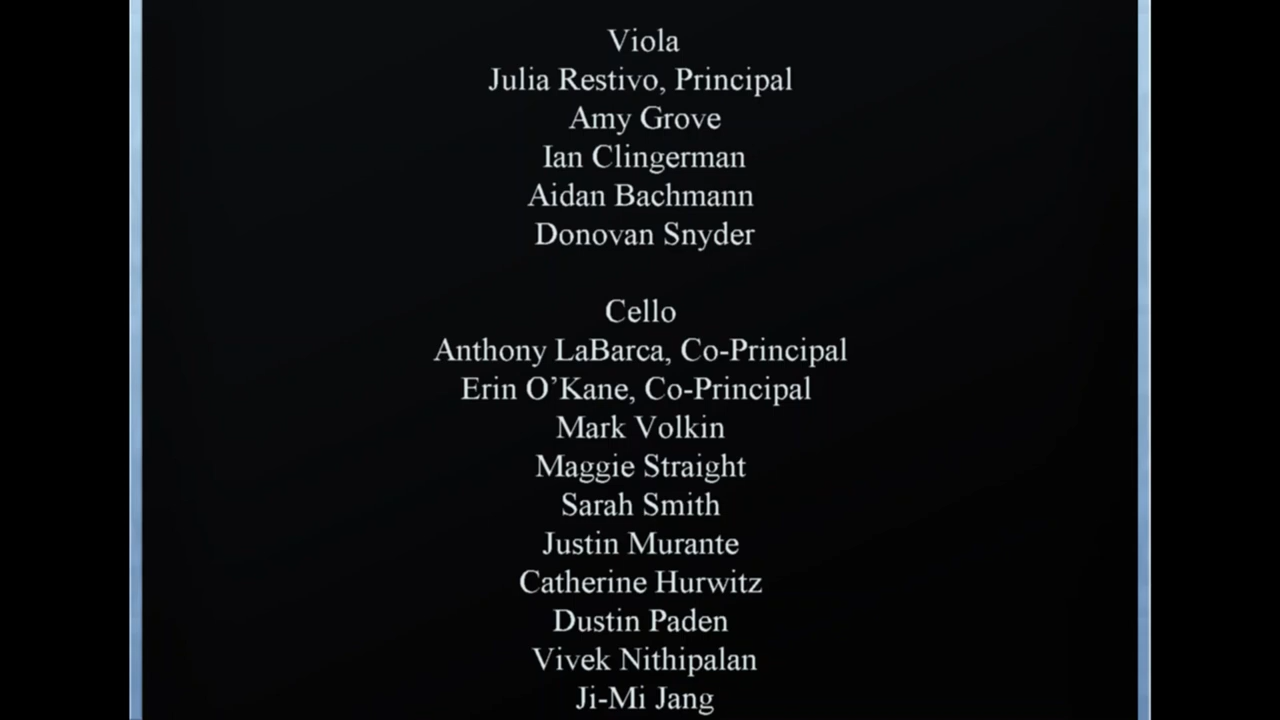 Viola
Julia Restivo, Principal
Amy Grove
Ian Clingerman
Aidan Bachmann
Donovan Snyder
Cello
Anthony LaBarca, Co-Principal
Erin O’Kane, Co-Principal
Mark Volkin
Maggie Straight
Sarah Smith
Justin Murante
Catherine Hurwitz
Dustin Paden
Vivek Nithipalan
Ji-Mi Jang